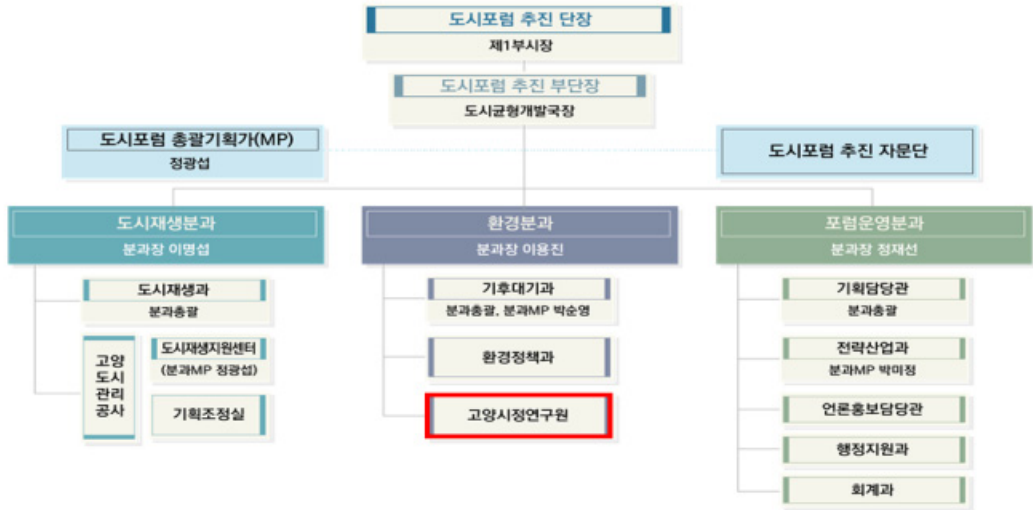 도시포럼 추진 단장
제1부시장
도시포럼 추진 부단장
도시균형개발국장
도시포럼 총괄기획가(MP)
정광섭
도시포럼 추진 자문단
도시재생분과
분과장 이명섭
도시재생과
분과총괄
고양
도시
관리
공사
도시재생지원센터
(분과MP 정광섭)
기획조정실
환경분과
분과장 이용진
기후대기과
분과총괄, 분과MP 박순영
환경정책과
고양시정연구원
포럼운영분과
분과장 정재선
기획담당관
분과총괄
전략산업과
분과MP 박미정
언론홍보담당관
행정지원과
회계과